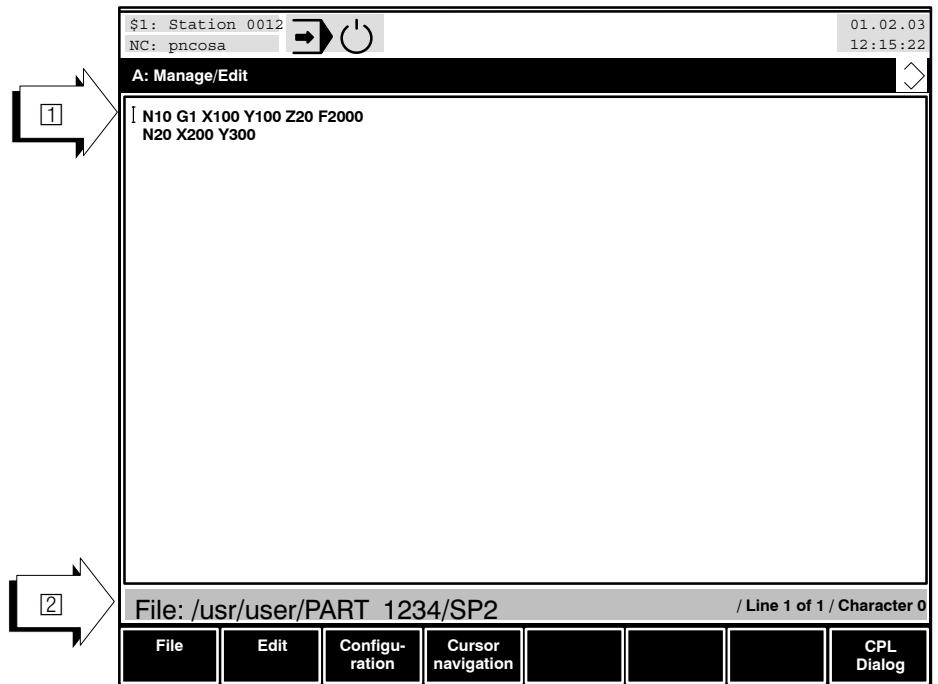 $1: Station 0012
NC: pncosa
01.02.03
12:15:22
A: Manage/Edit
1
N10 G1 X100 Y100 Z20 F2000
N20 X200 Y300
2
File: /usr/user/PART_1234/SP2
/ Line 1 of 1 / Character 0
File
Edit
Configu-
ration
Cursor
navigation
CPL
Dialog